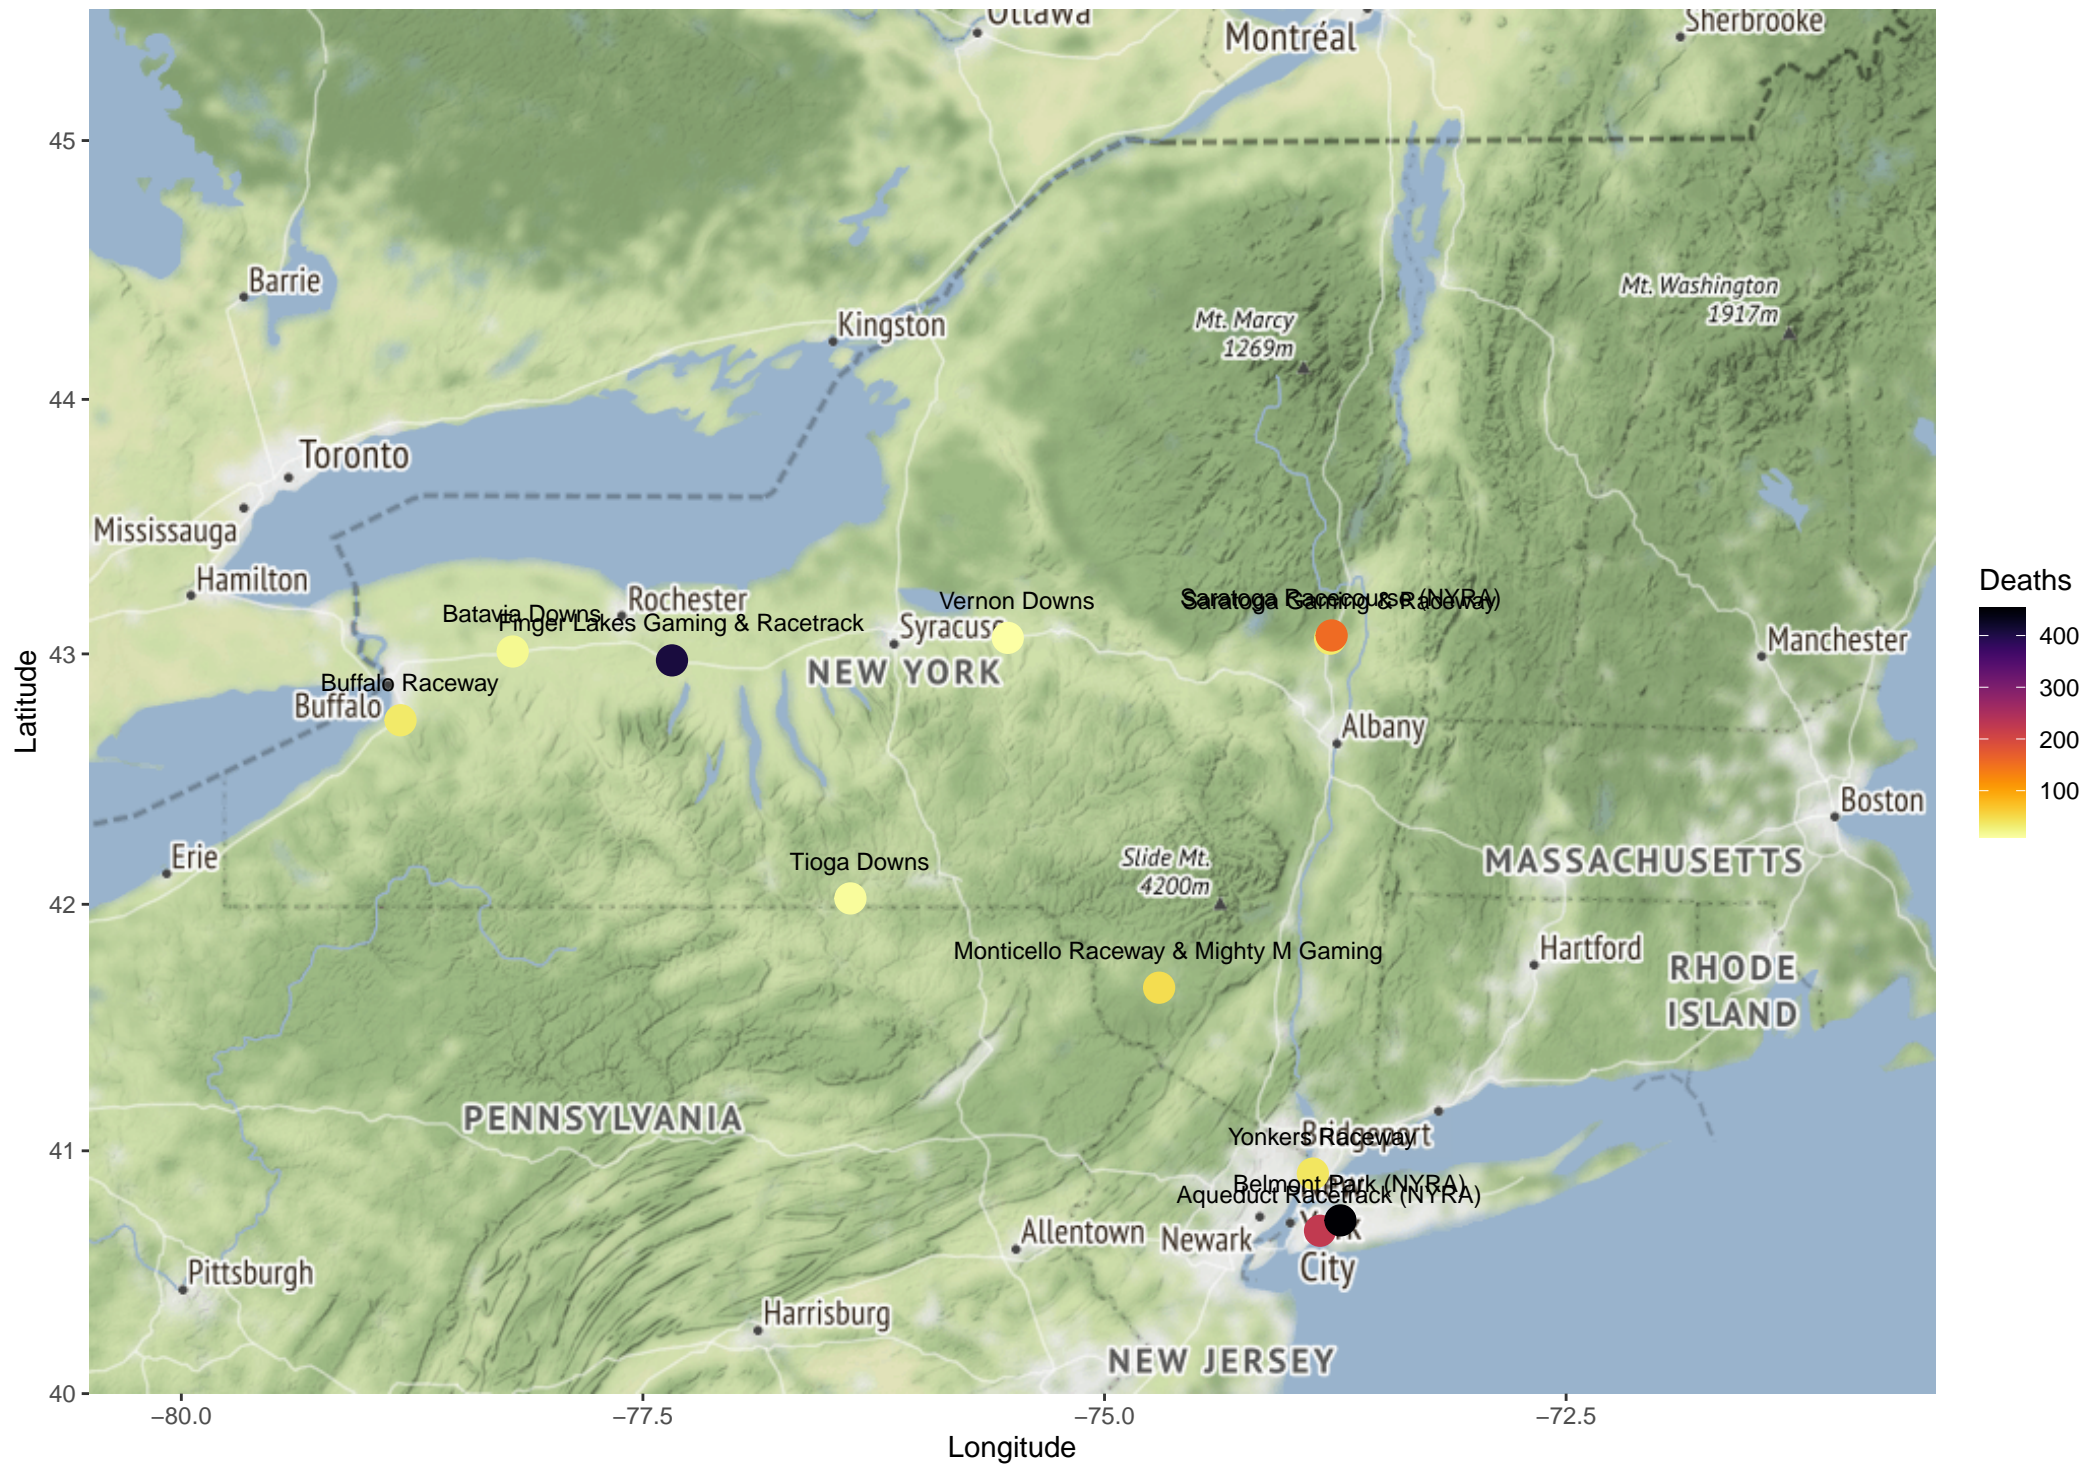 Ottawa
Montréal
Sherbrooke
45
Barrie
Mt. Washington
1917m
Kingston
Mt. Marcy
1269m
44
Toronto
Mississauga
Hamilton
Rochester
Batavia Downs
Finger Lakes Gaming & Racetrack
Vernon Downs
Saratoga Racecourse (NYRA)
Saratoga Gaming & Raceway
Syracuse
43
NEW YORK
Manchester
Buffalo Raceway
Buffalo
Albany
Boston
Erie
Tioga Downs
Slide Mt.
4200m
MASSACHUSETTS
42
Monticello Raceway & Mighty M Gaming
Hartford
RHODE
ISLAND
PENNSYLVANIA
Yonkers Raceway
Bridgeport
41
Belmont Park (NYRA)
Aqueduct Racetrack (NYRA)
Allentown
Newark
City
Pittsburgh
Harrisburg
NEW JERSEY
40
−80.0
−77.5
−75.0
−72.5
Longitude
Latitude
Deaths
400
300
200
100